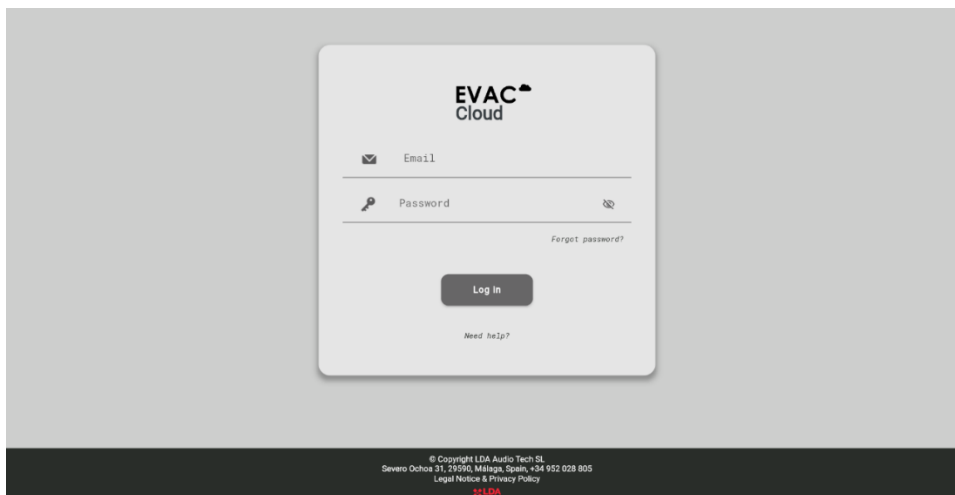 EVAC
Cloud
Email
Password
Forgot password?
Log in
Need help?
© Copyright LDA Audio Tech SL
Severo Ochoa 31, 29590, Málaga, Spain, +34 952 028 805
Legal Notice & Privacy Policy
LDA